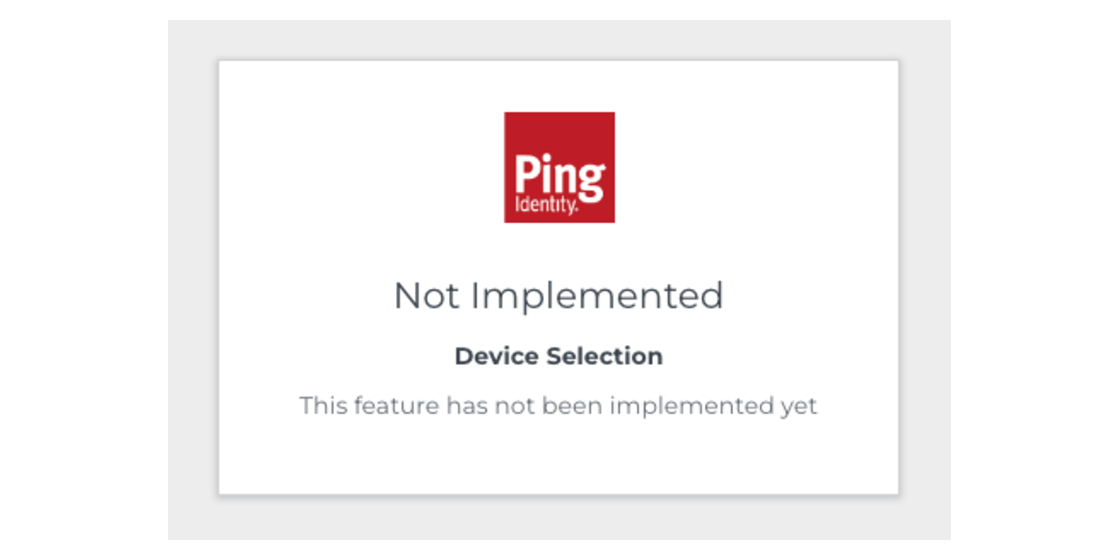 Ping
Identity.
Not Implemented
Device Selection
This feature has not been implemented yet